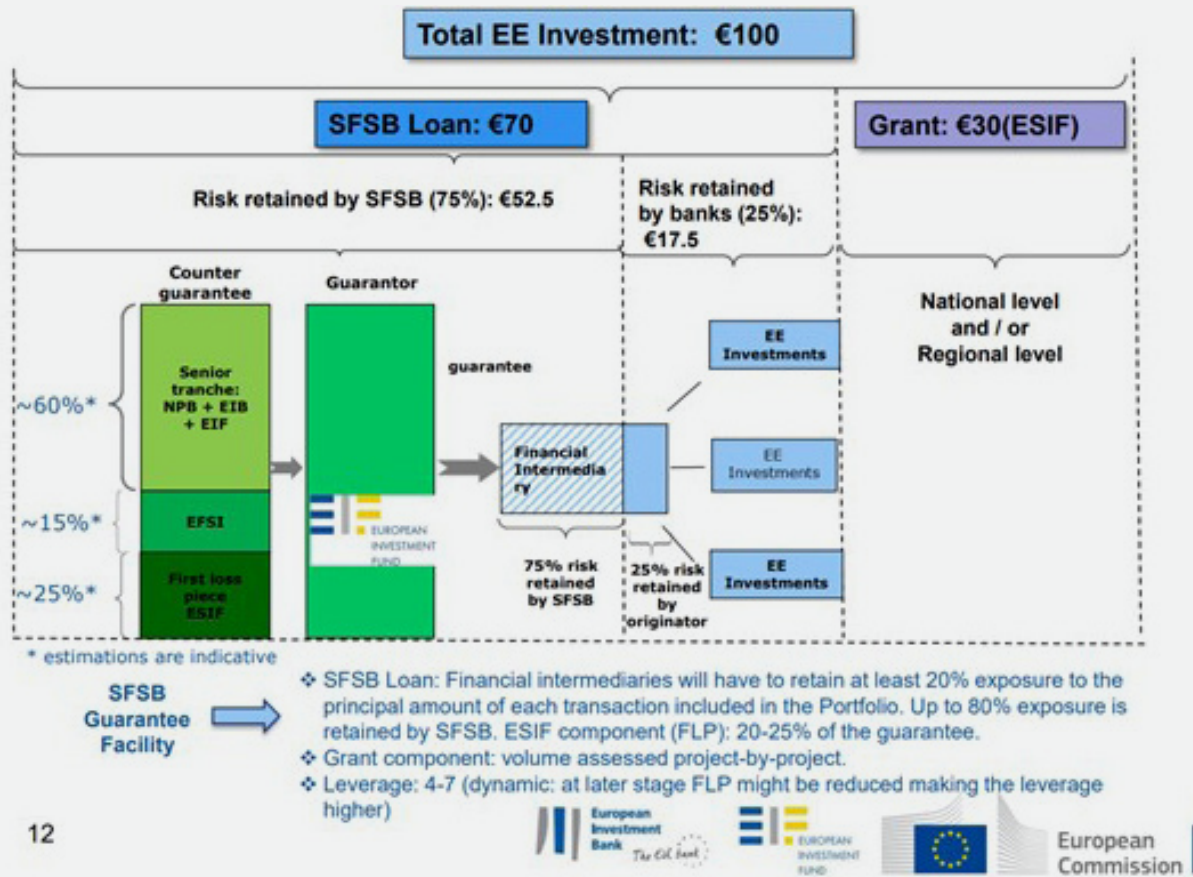 Total EE Investment: €100
SFSB Loan: €70
Grant: €30(ESIF)
Risk retained by SFSB (75%): €52.5
Risk retained
by banks (25%):
€17.5
Counter
guarantee
Guarantor
National level
and / or
Regional level
~60%*
Senior
tranche:
NPB + EIB
+ EIF
guarantee
EE
Investments
Financial
Intermedia
ry
EE
Investments
EE
Investments
~15%*
EFSI
EUROPEAN
INVESTMENT
FUND
~25%*
First loss
piece
ESIF
75% risk
retained
by SFSB
25% risk
retained
by
originator
* estimations are indicative
SFSB
Guarantee
Facility
❖ SFSB Loan: Financial intermediaries will have to retain at least 20% exposure to the
principal amount of each transaction included in the Portfolio. Up to 80% exposure is
retained by SFSB. ESIF component (FLP): 20-25% of the guarantee.
❖ Grant component: volume assessed project-by-project.
❖ Leverage: 4-7 (dynamic: at later stage FLP might be reduced making the leverage
higher)
12
European
Investment
Bank
The EIB bank
EUROPEAN
INVESTMENT
FUND
European
Commission